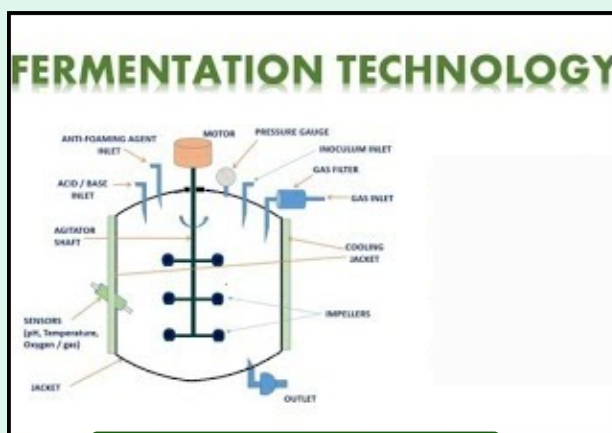 FERMENTATION TECHNOLOGY
MOTOR
PRESSURE GAUGE
ANTI-FOAMING AGENT
INLET
INOCULUM INLET
GAS FILTER
ACID / BASE
INLET
GAS INLET
AGITATOR
SHAFT
COOLING
JACKET
IMPELLERS
SENSORS
(pH, Temperature,
Oxygen / gas)
JACKET
OUTLET